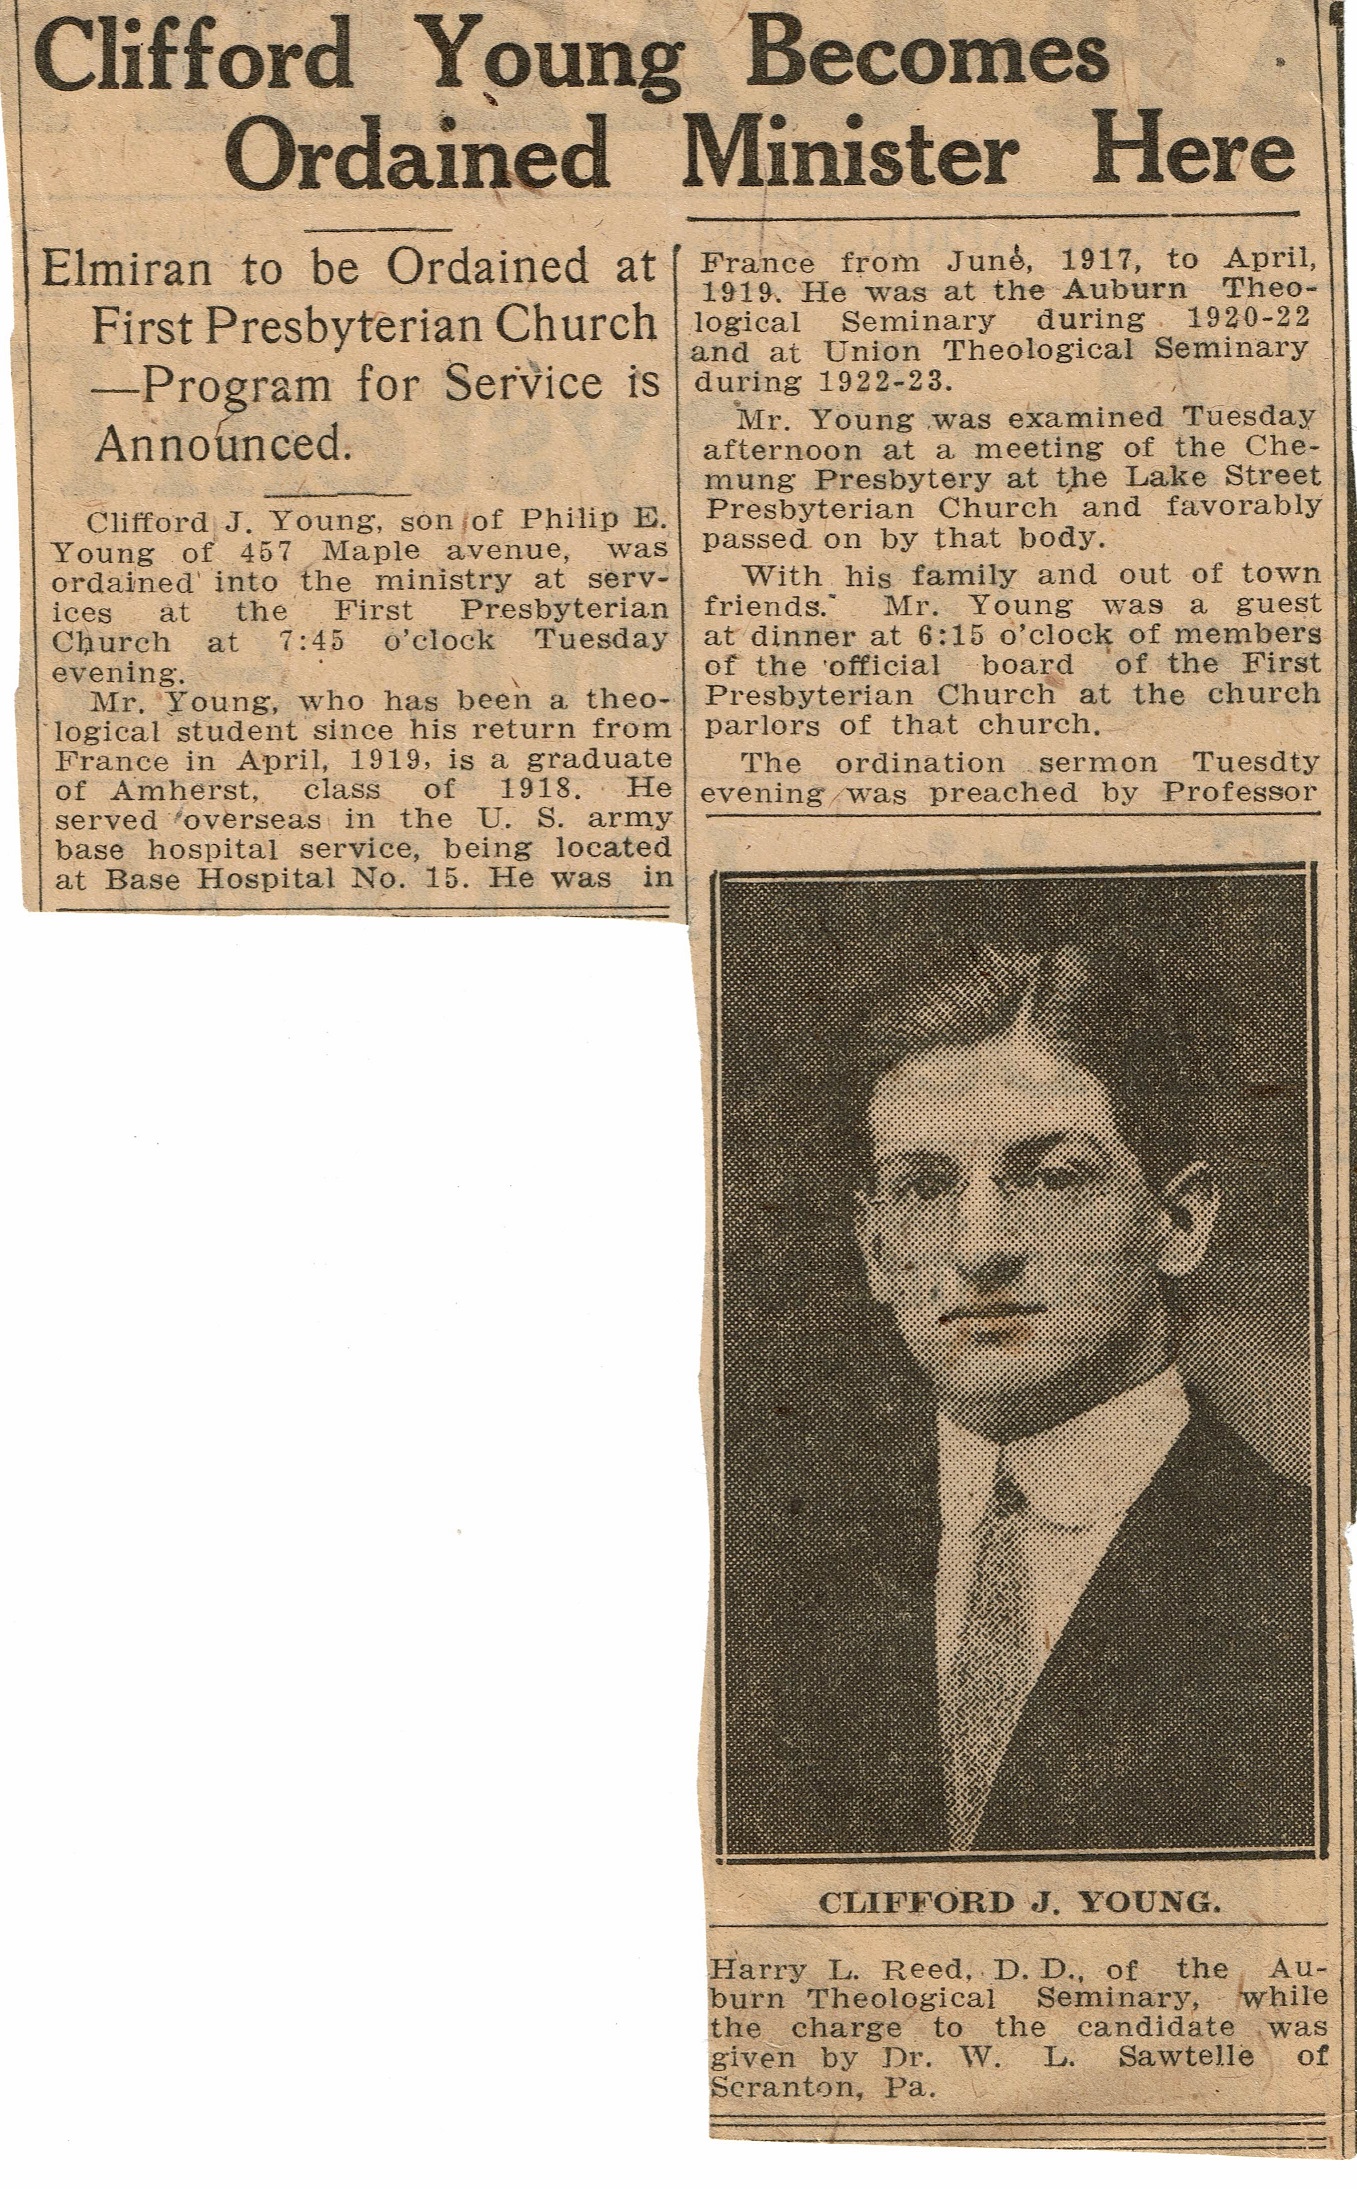 Clifford Young Becomes
Ordained Minister Here
Elmiran to be Ordained at
First Presbyterian Church
—Program for Service is
Announced.
Clifford J. Young, son of Philip E.
Young of 457 Maple avenue, was
ordained into the ministry at serv-
ices at the First Presbyterian
Church at 7:45 o'clock Tuesday
evening.
Mr. Young, who has been a theo-
logical student since his return from
France in April, 1919, is a graduate
of Amherst, class of 1918. He
served overseas in the U. S. army
base hospital service, being located
at Base Hospital No. 15. He was in
France from June, 1917, to April,
1919. He was at the Auburn Theo-
logical Seminary during 1920-22
and at Union Theological Seminary
during 1922-23.
Mr. Young was examined Tuesday
afternoon at a meeting of the Che-
mung Presbytery at the Lake Street
Presbyterian Church and favorably
passed on by that body.
With his family and out of town
friends. Mr. Young was a guest
at dinner at 6:15 o'clock of members
of the official board of the First
Presbyterian Church at the church
parlors of that church.
The ordination sermon Tuesdty
evening was preached by Professor
CLIFFORD J. YOUNG.
Harry L. Reed, D. D., of the Au-
burn Theological Seminary, while
the charge to the candidate was
given by Dr. W. L. Sawtelle of
Scranton, Pa.